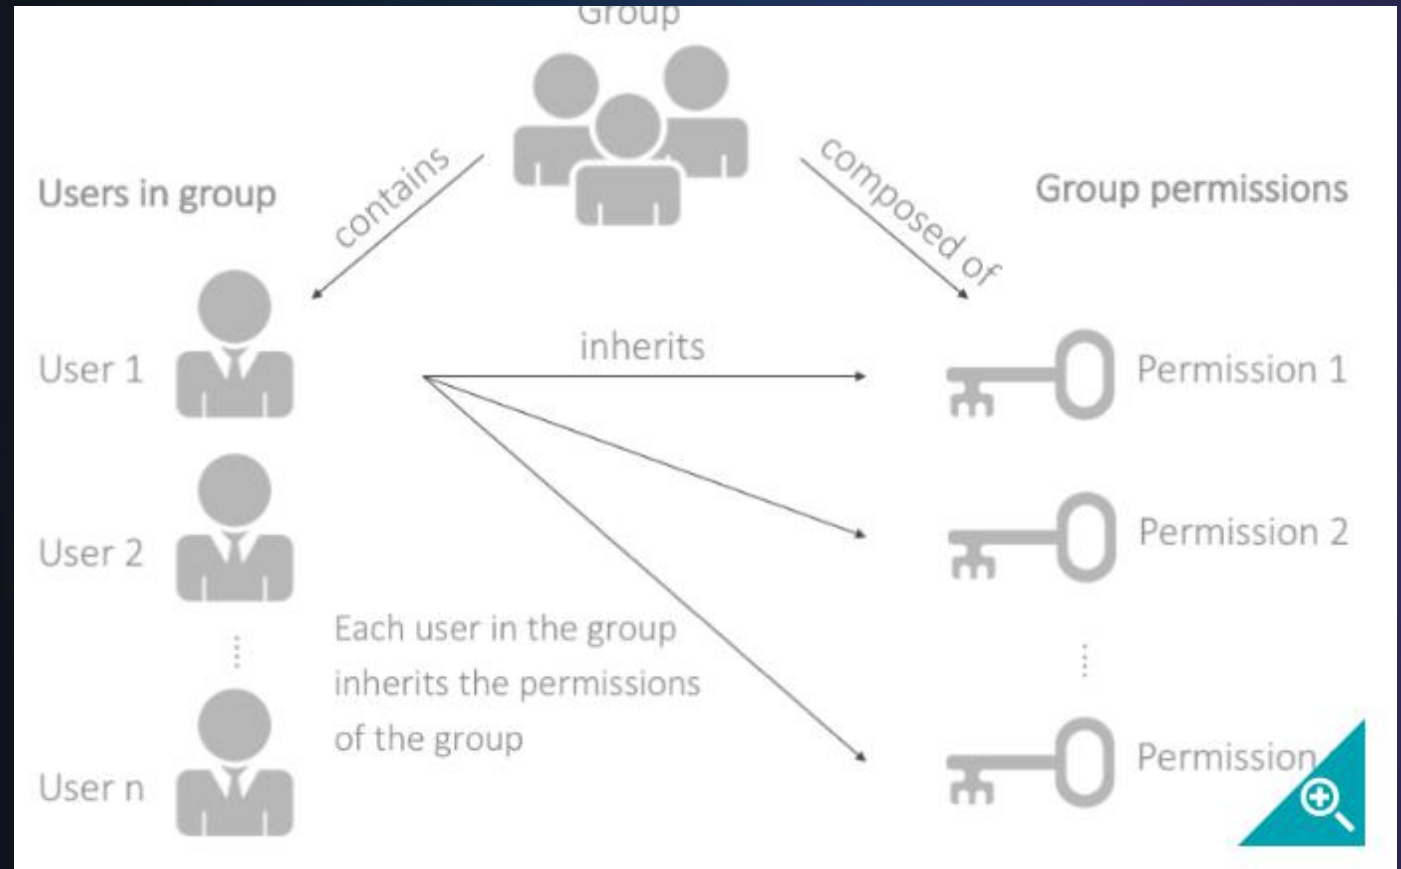 Group
contains
composed of
Users in group
Group permissions
User 1
inherits
Permission 1
User 2
Permission 2
Each user in the group
inherits the permissions
of the group
User n
Permission